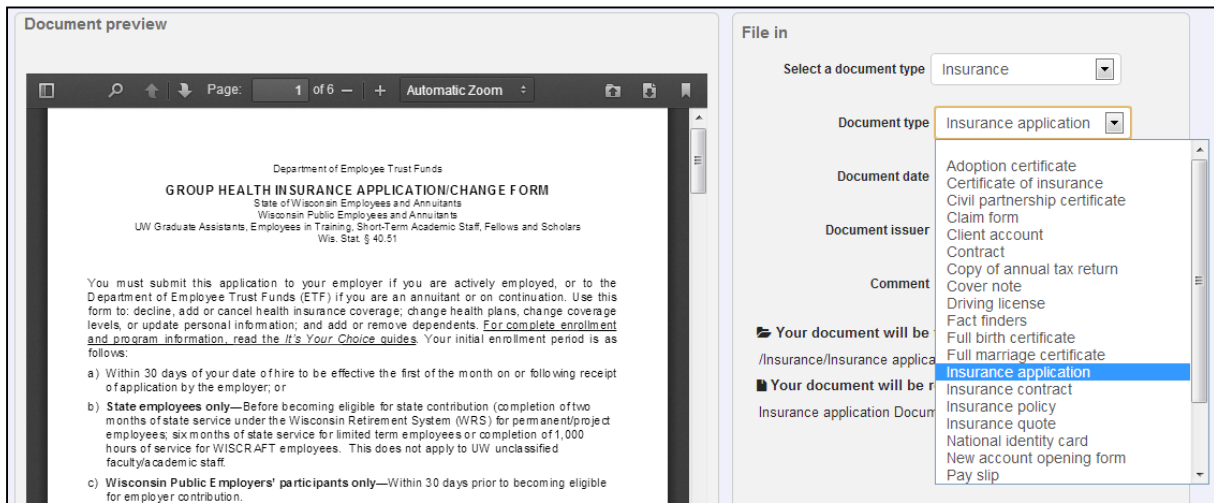 Document preview
Page: 1 of 6 — + Automatic Zoom
Department of Employee Trust Funds
GROUP HEALTH INSURANCE APPLICATION/CHANGE FORM
State of Wisconsin Employees and Annuitants
Wisconsin Public Employees and Annuitants
UW Graduate Assistants, Employees in Training, Short-Term Academic Staff, Fellows and Scholars
Wis. Stat. § 40.51
You must submit this application to your employer if you are actively employed, or to the
Department of Employee Trust Funds (ETF) if you are an annuitant or on continuation. Use this
form to: decline, add or cancel health insurance coverage; change health plans, change coverage
levels, or update personal information; and add or remove dependents. For complete enrollment
and program information, read the It's Your Choice guides. Your initial enrollment period is as
follows:
a) Within 30 days of your date of hire to be effective the first of the month on or following receipt
of application by the employer; or
b) State employees only—Before becoming eligible for state contribution (completion of two
months of state service under the Wisconsin Retirement System (WRS) for permanent/project
employees; six months of state service for limited term employees or completion of 1,000
hours of service for WISCRAFT employees. This does not apply to UW unclassified
faculty/academic staff.
c) Wisconsin Public Employers' participants only—Within 30 days prior to becoming eligible
for employer contribution.
File in
Select a document type Insurance
Document type Insurance application
Document date
Document issuer
Comment
Your document will be
/Insurance/Insurance applica
Your document will be r
Insurance application Docum
Adoption certificate
Certificate of insurance
Civil partnership certificate
Claim form
Client account
Contract
Copy of annual tax return
Cover note
Driving license
Fact finders
Full birth certificate
Full marriage certificate
Insurance application
Insurance contract
Insurance policy
Insurance quote
National identity card
New account opening form
Pay slip